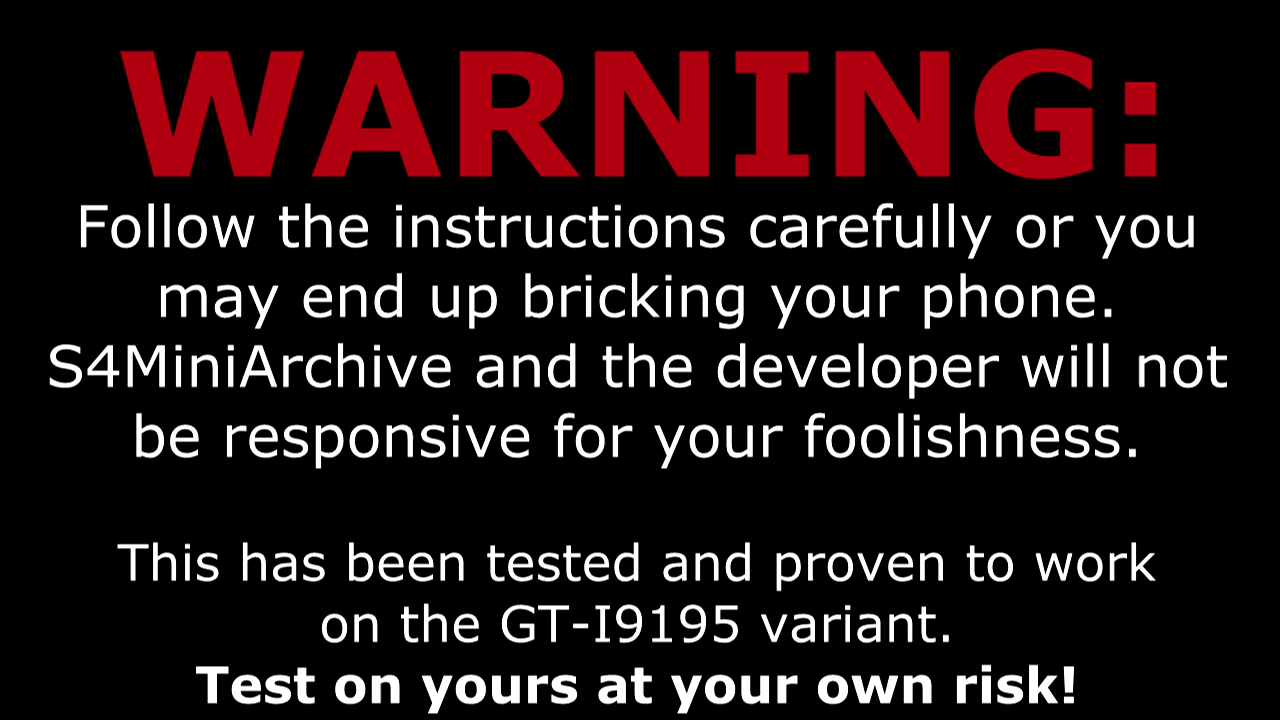 WARNING:
Follow the instructions carefully or you
may end up bricking your phone.
S4MiniArchive and the developer will not
be responsive for your foolishness.
This has been tested and proven to work
on the GT-I9195 variant.
Test on yours at your own risk!